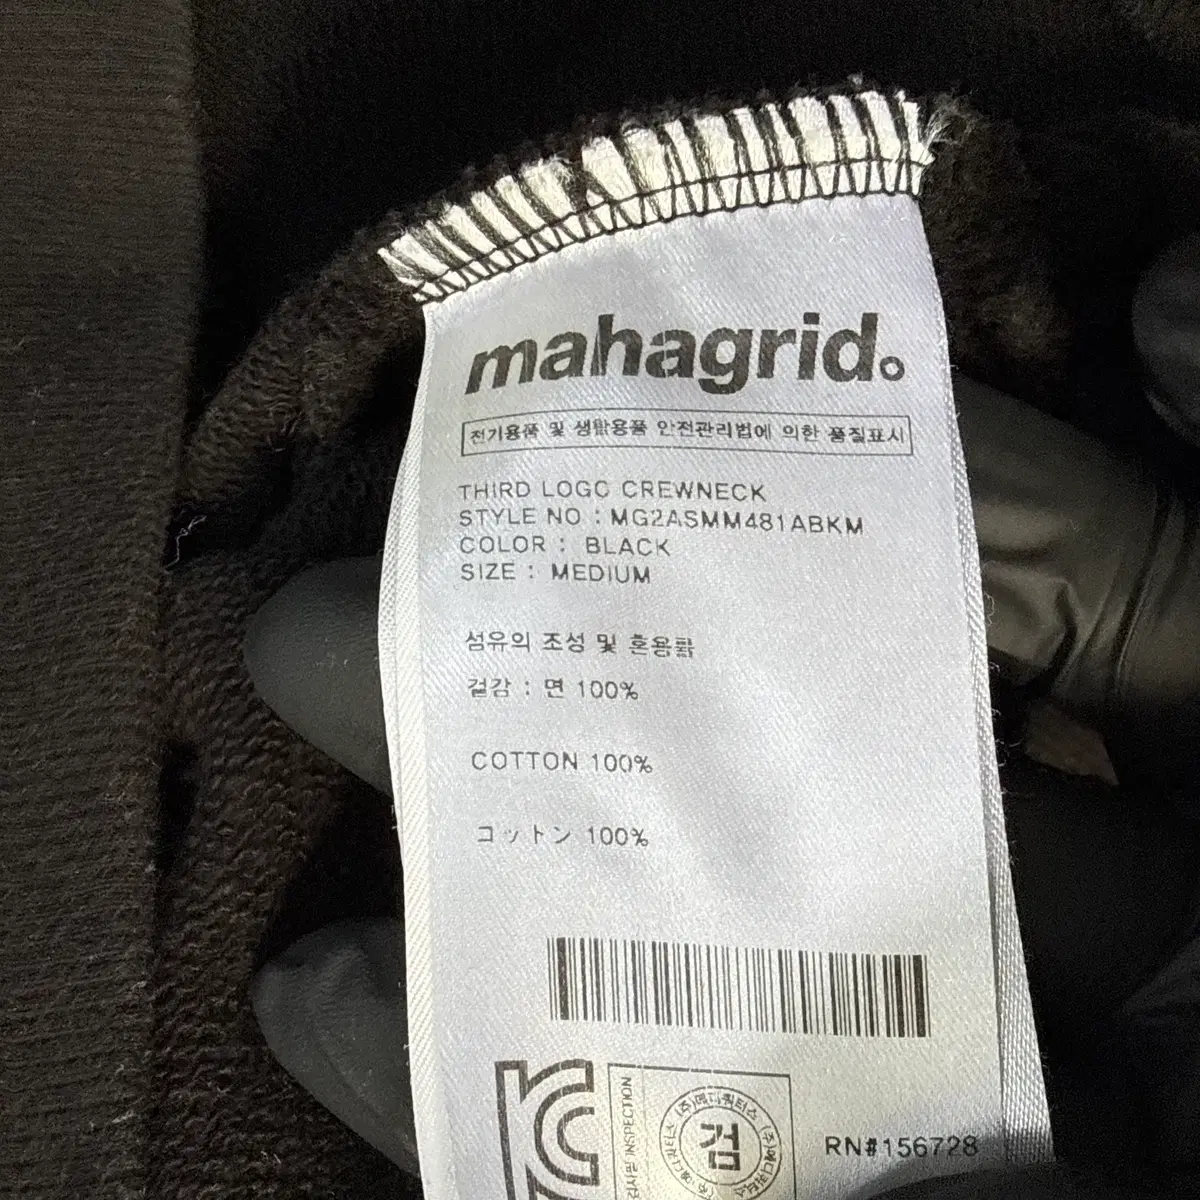 mahagrid.
전기용품 및 생활용품 안전관리법에 의한 품질표시
THIRD LOGO CREWNECK
STYLE NO : MG2ASMM481ABKM
COLOR : BLACK
SIZE : MEDIUM
섬유의 조성 및 혼용률
겉감 : 면 100%
COTTON 100%
コットン 100%
INSPECTION
검
RN#156728